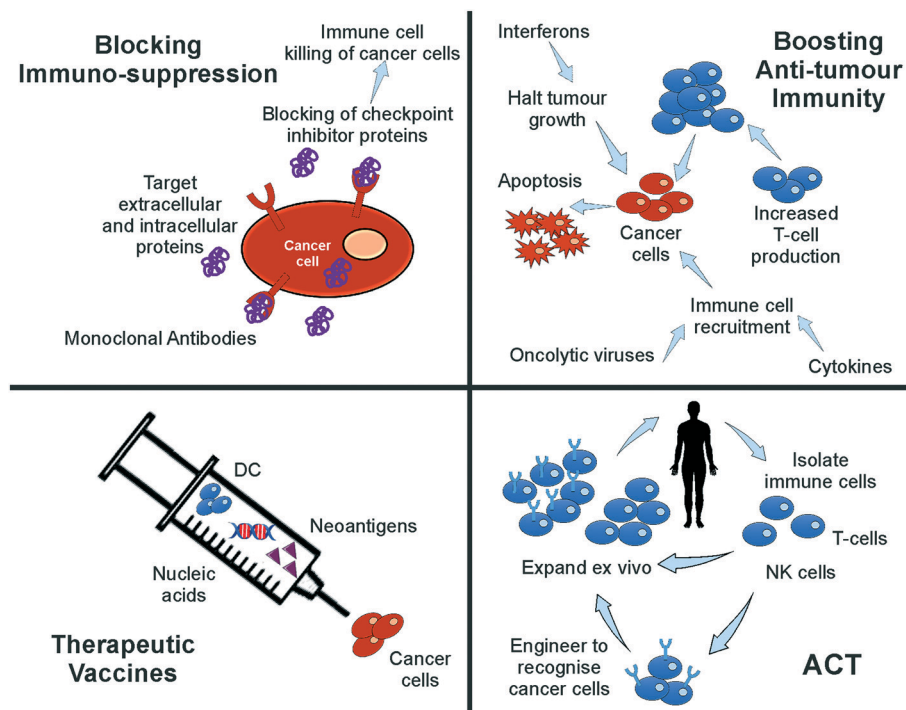 Blocking
Immuno-suppression
Immune cell
killing of cancer cells
Blocking of checkpoint
inhibitor proteins
Target
extracellular
and intracellular
proteins
Cancer
cell
Monoclonal Antibodies
Boosting
Anti-tumour
Immunity
Interferons
Halt tumour
growth
Apoptosis
Cancer
cells
Increased
T-cell
production
Immune cell
recruitment
Oncolytic viruses
Cytokines
DC
Neoantigens
Nucleic
acids
Therapeutic
Vaccines
Cancer
cells
Isolate
immune cells
T-cells
NK cells
Expand ex vivo
Engineer to
recognise
cancer cells
ACT